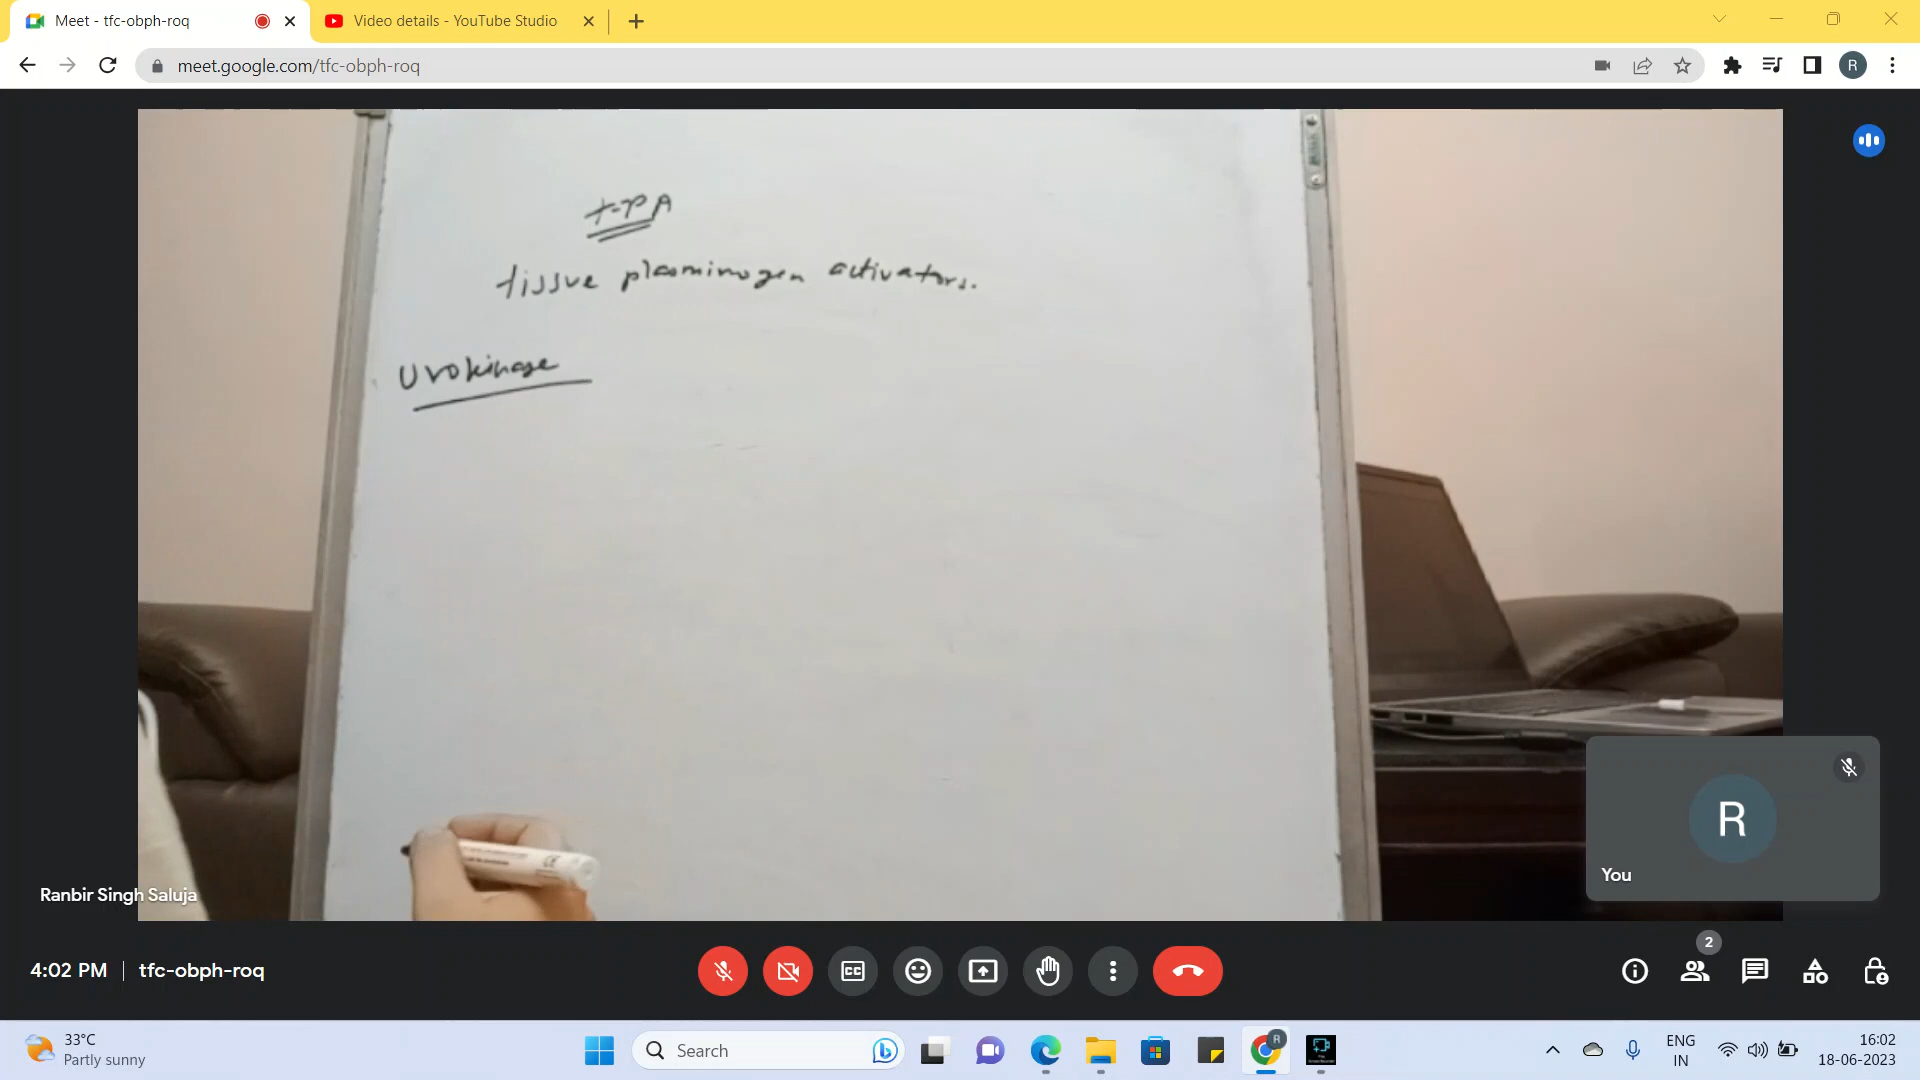 Meet - tfc-obph-roq
Video details - YouTube Studio
meet.google.com/tfc-obph-roq
R
t-PA
tissue plasminogen activators.
Urokinase
R
You
Ranbir Singh Saluja
2
4:02 PM | tfc-obph-roq
CC
33°C
Partly sunny
Search
R
ENG
IN
16:02
18-06-2023